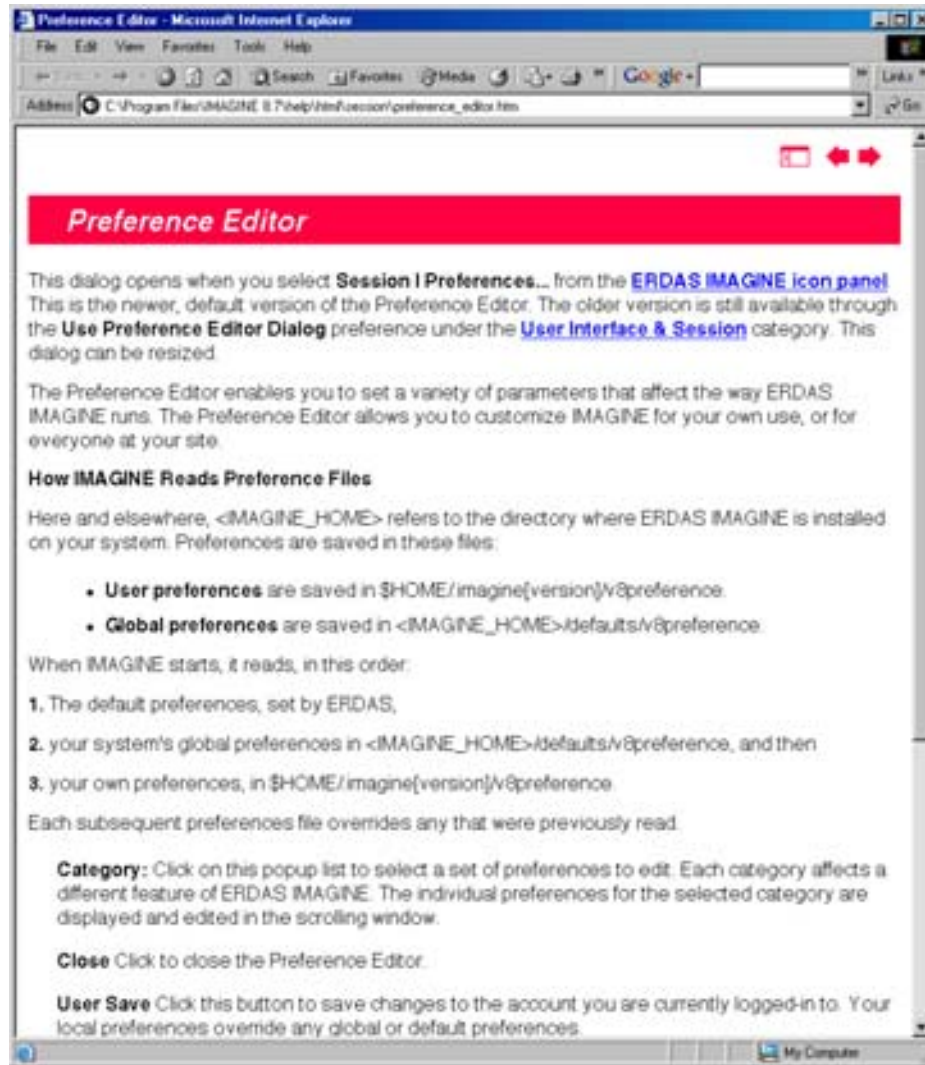 Preference Editor - Microsoft Internet Explorer
File Edit View Favorites Tools Help
Search Favorites Media Google Links
Address C:\Program Files\IMAGINE 8.7\help\html\session\preference_editor.htm Go
Preference Editor
This dialog opens when you select Session | Preferences... from the ERDAS IMAGINE icon panel.
This is the newer, default version of the Preference Editor. The older version is still available through
the Use Preference Editor Dialog preference under the User Interface & Session category. This
dialog can be resized.
The Preference Editor enables you to set a variety of parameters that affect the way ERDAS
IMAGINE runs. The Preference Editor allows you to customize IMAGINE for your own use, or for
everyone at your site.
How IMAGINE Reads Preference Files
Here and elsewhere, <IMAGINE_HOME> refers to the directory where ERDAS IMAGINE is installed
on your system. Preferences are saved in these files:
• User preferences are saved in $HOME/.imagine[version]/v8preference.
• Global preferences are saved in <IMAGINE_HOME>/defaults/v8preference.
When IMAGINE starts, it reads, in this order:
1. The default preferences, set by ERDAS,
2. your system's global preferences in <IMAGINE_HOME>/defaults/v8preference, and then
3. your own preferences, in $HOME/.imagine[version]/v8preference.
Each subsequent preferences file overrides any that were previously read.
Category: Click on this popup list to select a set of preferences to edit. Each category affects a
different feature of ERDAS IMAGINE. The individual preferences for the selected category are
displayed and edited in the scrolling window.
Close Click to close the Preference Editor.
User Save Click this button to save changes to the account you are currently logged-in to. Your
local preferences override any global or default preferences.
My Computer